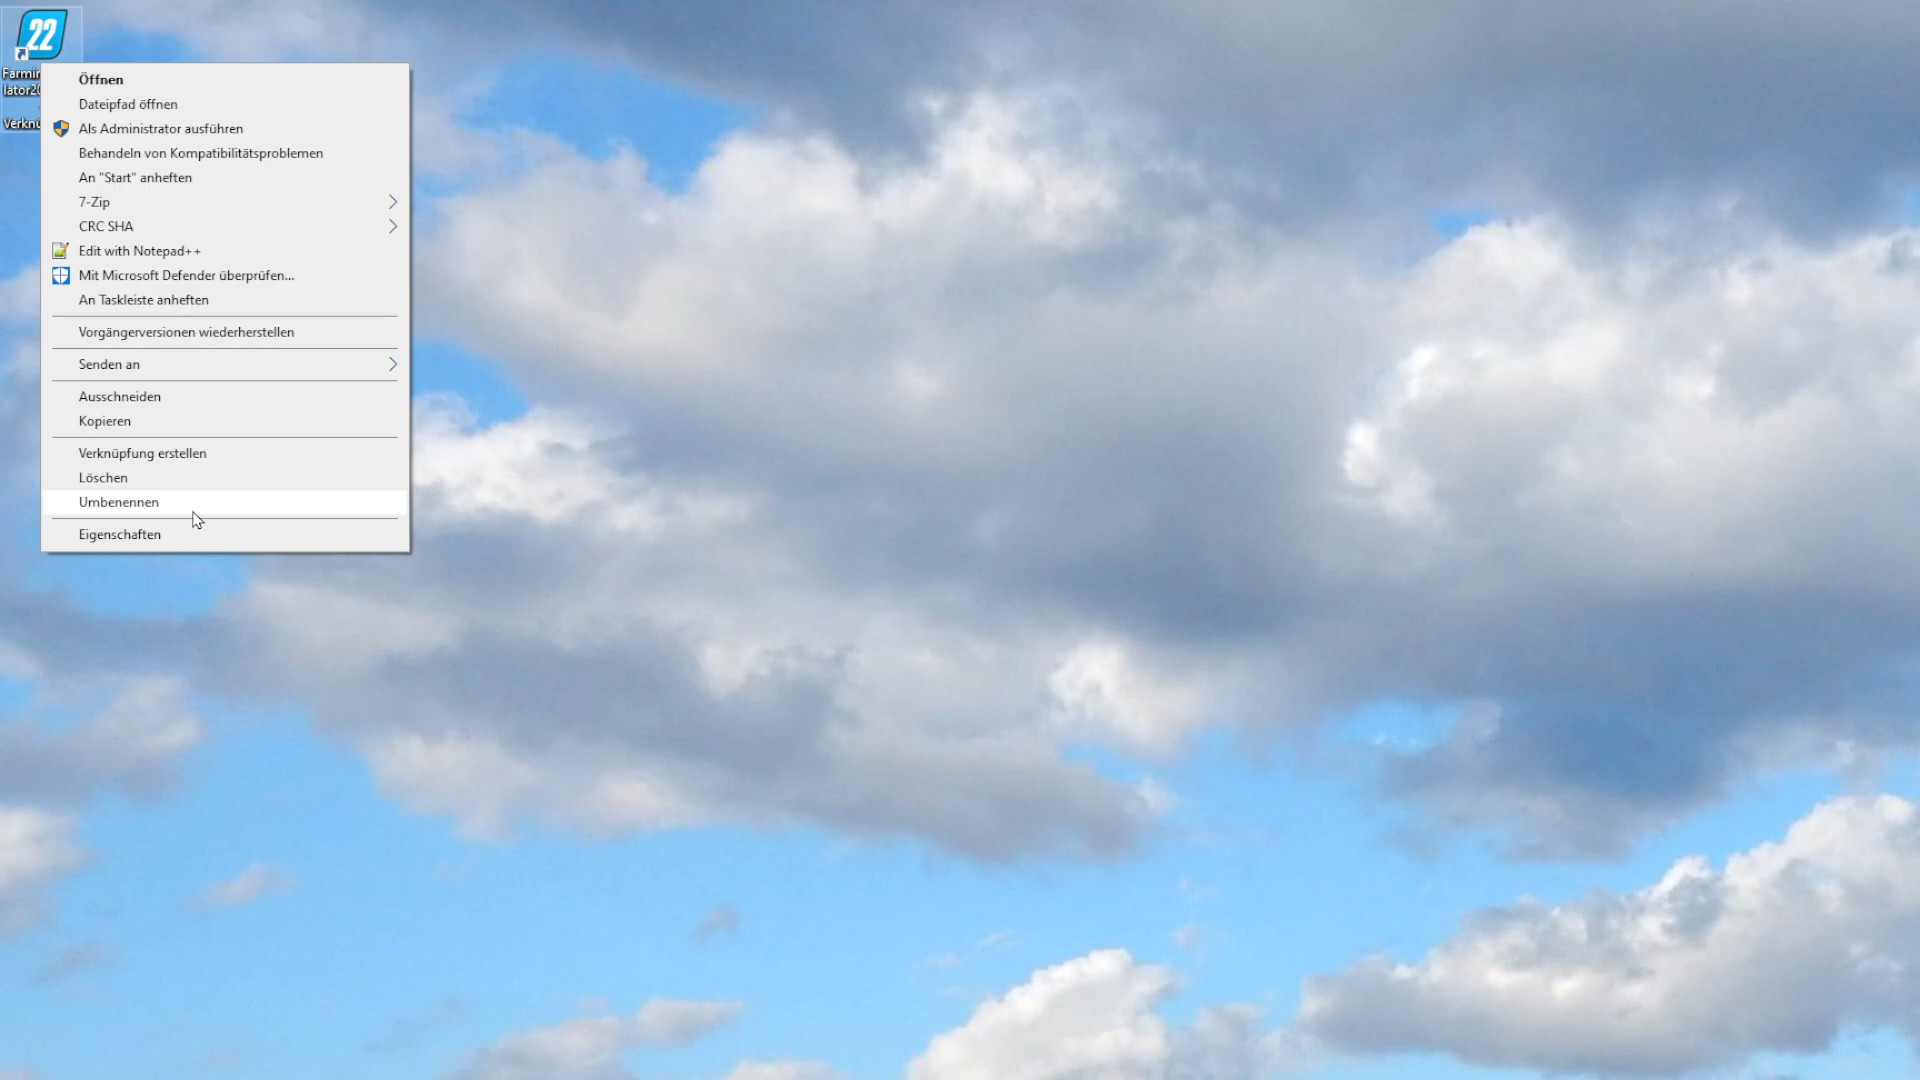 22
Öffnen
Dateipfad öffnen
Als Administrator ausführen
Behandeln von Kompatibilitätsproblemen
An "Start" anheften
7-Zip
CRC SHA
Edit with Notepad++
Mit Microsoft Defender überprüfen...
An Taskleiste anheften
Vorgängerversionen wiederherstellen
Senden an
Ausschneiden
Kopieren
Verknüpfung erstellen
Löschen
Umbenennen
Eigenschaften